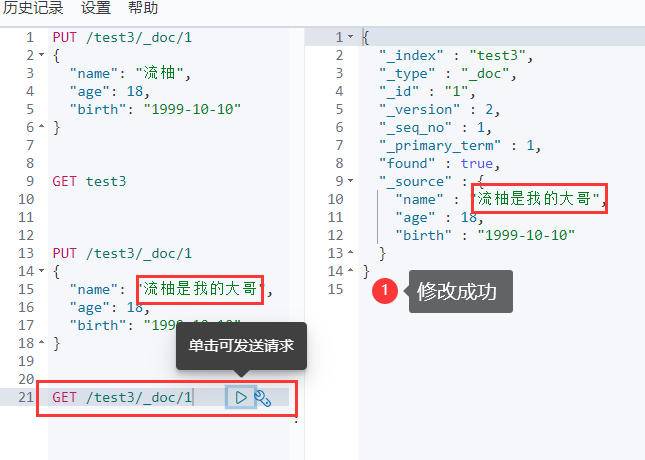 历史记录 设置 帮助
1 PUT /test3/_doc/1
2 {
3 "name": "流柚",
4 "age": 18,
5 "birth": "1999-10-10"
6 }
7
8
9 GET test3
10
11
12
13 PUT /test3/_doc/1
14 {
15 "name": "流柚是我的大哥",
16 "age": 18,
17 "birth": "1999-10-10"
18 }
19
20
21 GET /test3/_doc/1
单击可发送请求
1 {
2 "_index" : "test3",
3 "_type" : "_doc",
4 "_id" : "1",
5 "_version" : 2,
6 "_seq_no" : 1,
7 "_primary_term" : 1,
8 "found" : true,
9 "_source" : {
10 "name" : "流柚是我的大哥",
11 "age" : 18,
12 "birth" : "1999-10-10"
13 }
14 }
15
1 修改成功